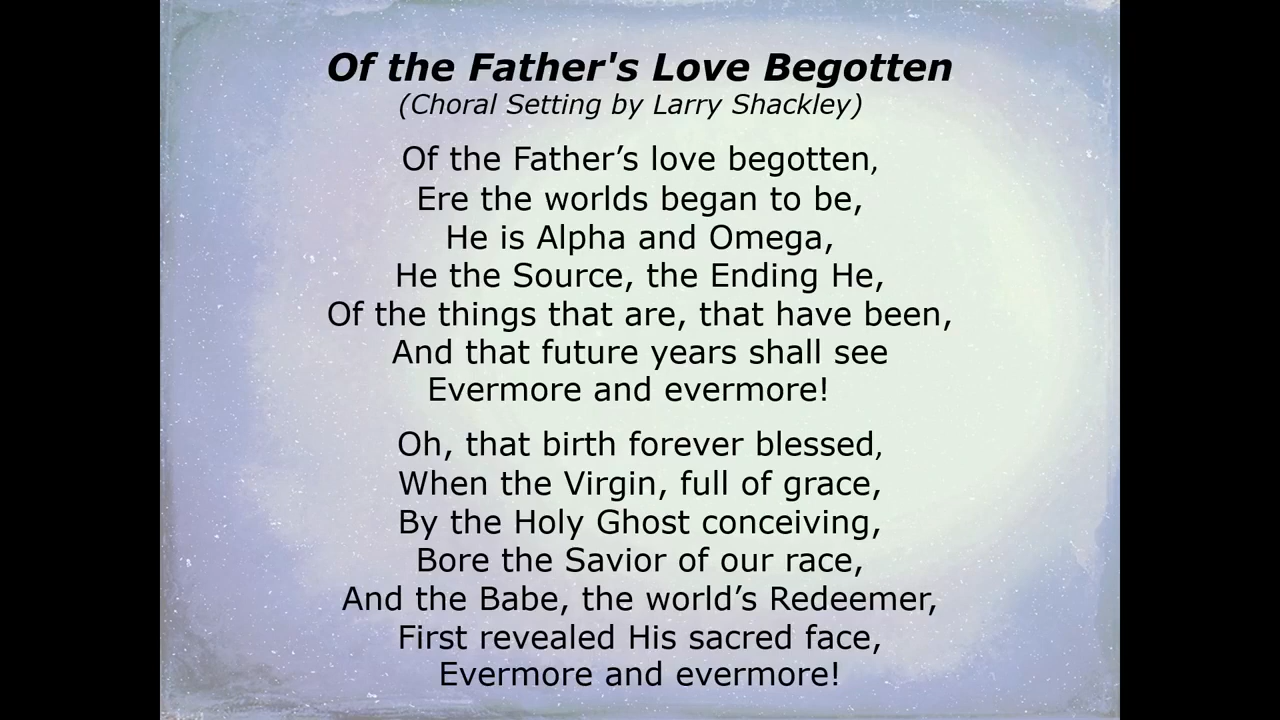 Of the Father's Love Begotten
(Choral Setting by Larry Shackley)
Of the Father’s love begotten,
Ere the worlds began to be,
He is Alpha and Omega,
He the Source, the Ending He,
Of the things that are, that have been,
And that future years shall see
Evermore and evermore!
Oh, that birth forever blessed,
When the Virgin, full of grace,
By the Holy Ghost conceiving,
Bore the Savior of our race,
And the Babe, the world’s Redeemer,
First revealed His sacred face,
Evermore and evermore!